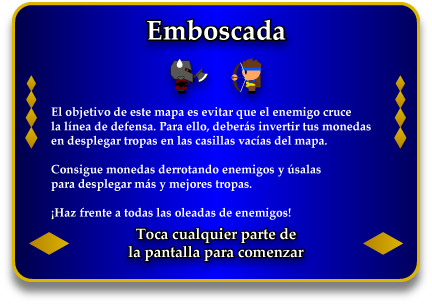 Emboscada
El objetivo de este mapa es evitar que el enemigo cruce
la línea de defensa. Para ello, deberás invertir tus monedas
en desplegar tropas en las casillas vacías del mapa.
Consigue monedas derrotando enemigos y úsalas
para desplegar más y mejores tropas.
¡Haz frente a todas las oleadas de enemigos!
Toca cualquier parte de
la pantalla para comenzar